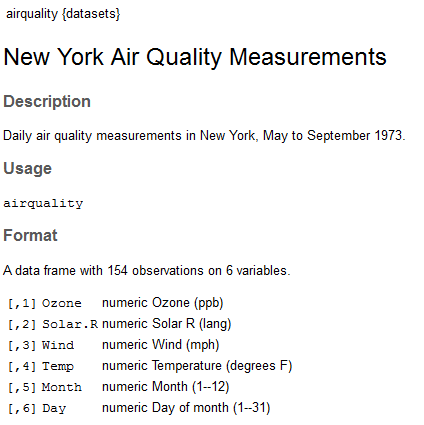 airquality {datasets}
New York Air Quality Measurements
Description
Daily air quality measurements in New York, May to September 1973.
Usage
airquality
Format
A data frame with 154 observations on 6 variables.
[,1] Ozone numeric Ozone (ppb)
[,2] Solar.R numeric Solar R (lang)
[,3] Wind numeric Wind (mph)
[,4] Temp numeric Temperature (degrees F)
[,5] Month numeric Month (1--12)
[,6] Day numeric Day of month (1--31)